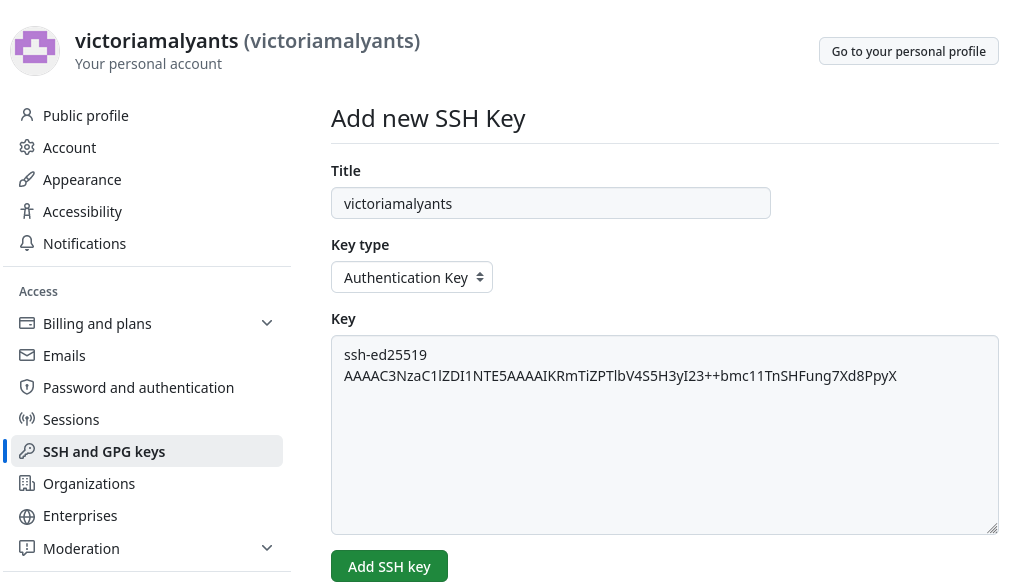 victoriamalyants (victoriamalyants)
Your personal account
Go to your personal profile
Public profile
Account
Appearance
Accessibility
Notifications
Access
Billing and plans
Emails
Password and authentication
Sessions
SSH and GPG keys
Organizations
Enterprises
Moderation
Add new SSH Key
Title
victoriamalyants
Key type
Authentication Key
Key
ssh-ed25519
AAAAC3NzaC1lZDI1NTE5AAAAIKRmTiZPTlbV4S5H3yI23++bmc11TnSHFung7Xd8PpyX
Add SSH key